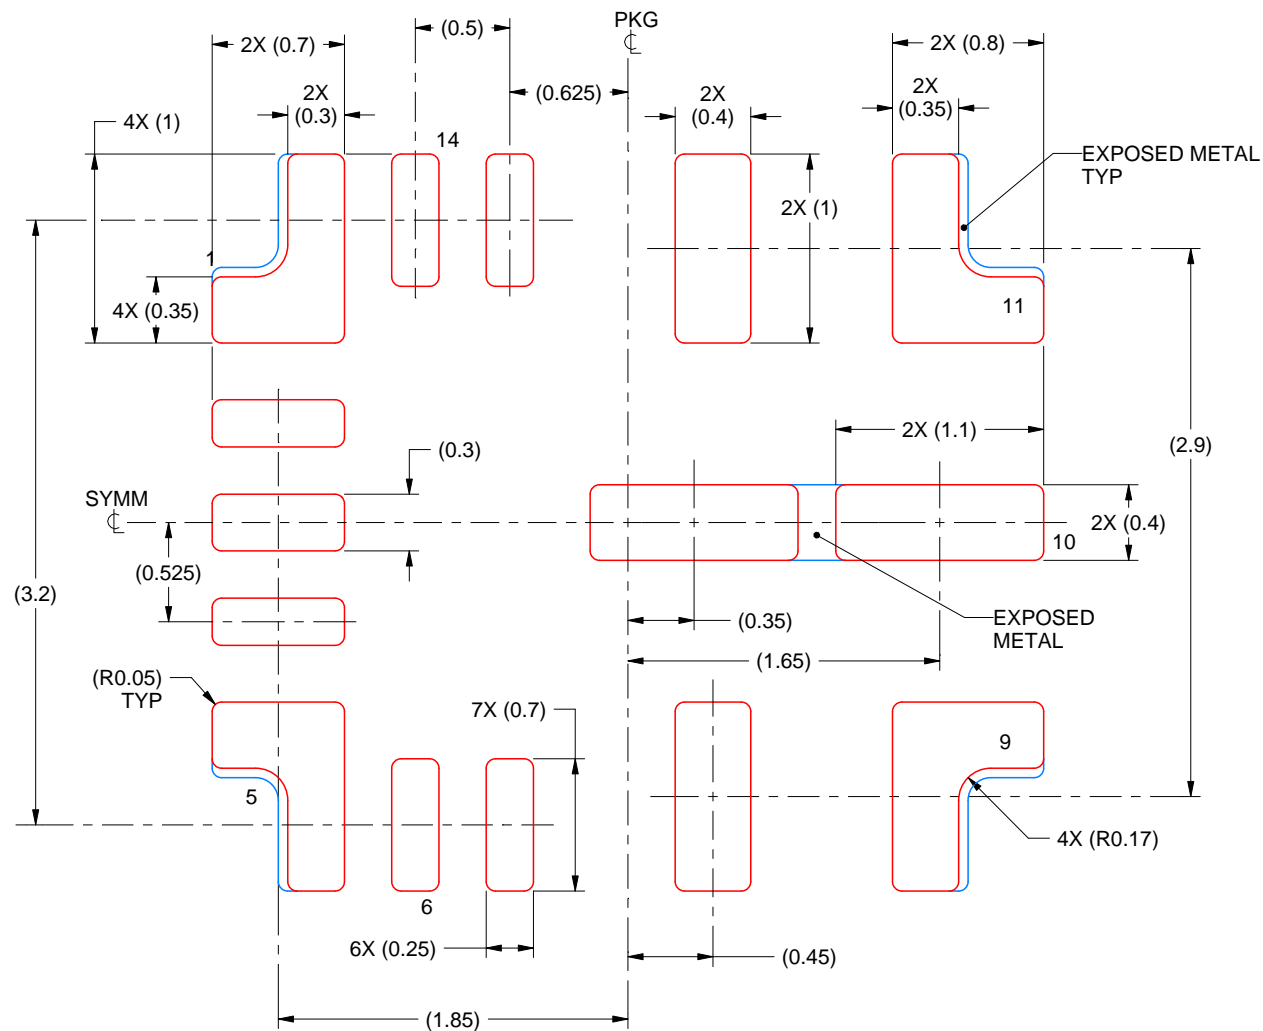 PKG
℄
(0.5)
2X (0.7)
2X (0.8)
(0.625)
2X
(0.3)
2X
(0.4)
2X
(0.35)
4X (1)
14
EXPOSED METAL
TYP
2X (1)
1
4X (0.35)
11
(0.3)
2X (1.1)
(2.9)
SYMM
℄
2X (0.4)
10
(0.525)
(3.2)
(0.35)
EXPOSED
METAL
(1.65)
(R0.05)
TYP
7X (0.7)
9
5
4X (R0.17)
6
6X (0.25)
(0.45)
(1.85)